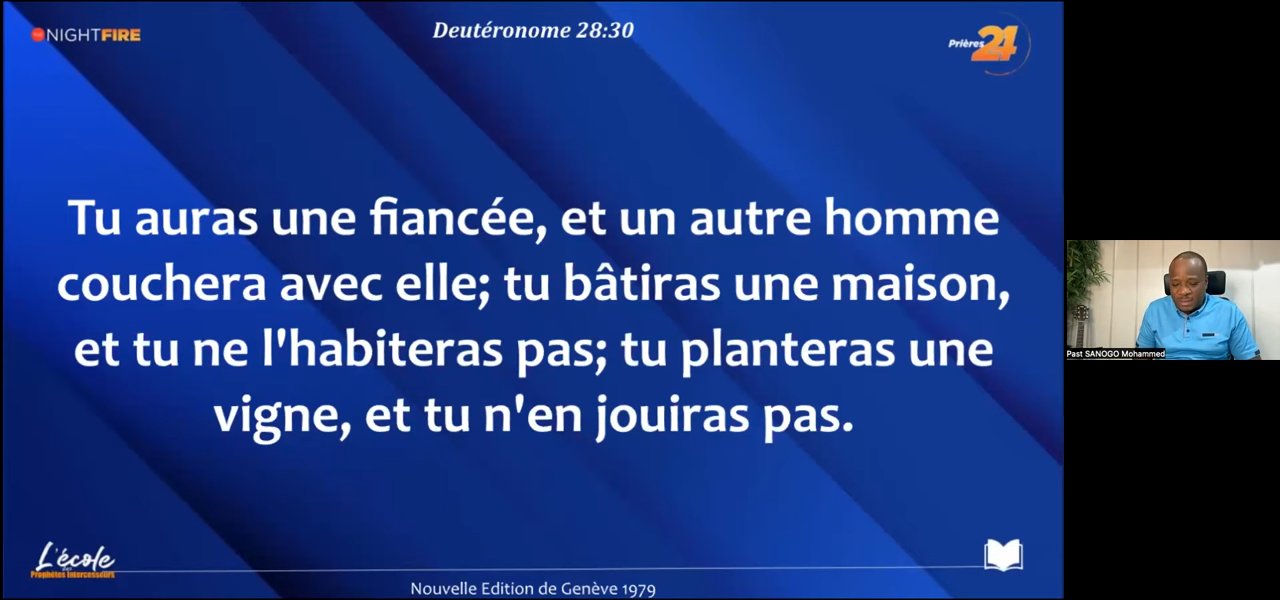 NIGHTFIRE
Deutéronome 28:30
Prières 24
Tu auras une fiancée, et un autre homme
couchera avec elle; tu bâtiras une maison,
et tu ne l'habiteras pas; tu planteras une
vigne, et tu n'en jouiras pas.
Past SANOGO Mohammed
L'école
Prophètes Intercesseurs
Nouvelle Edition de Genève 1979